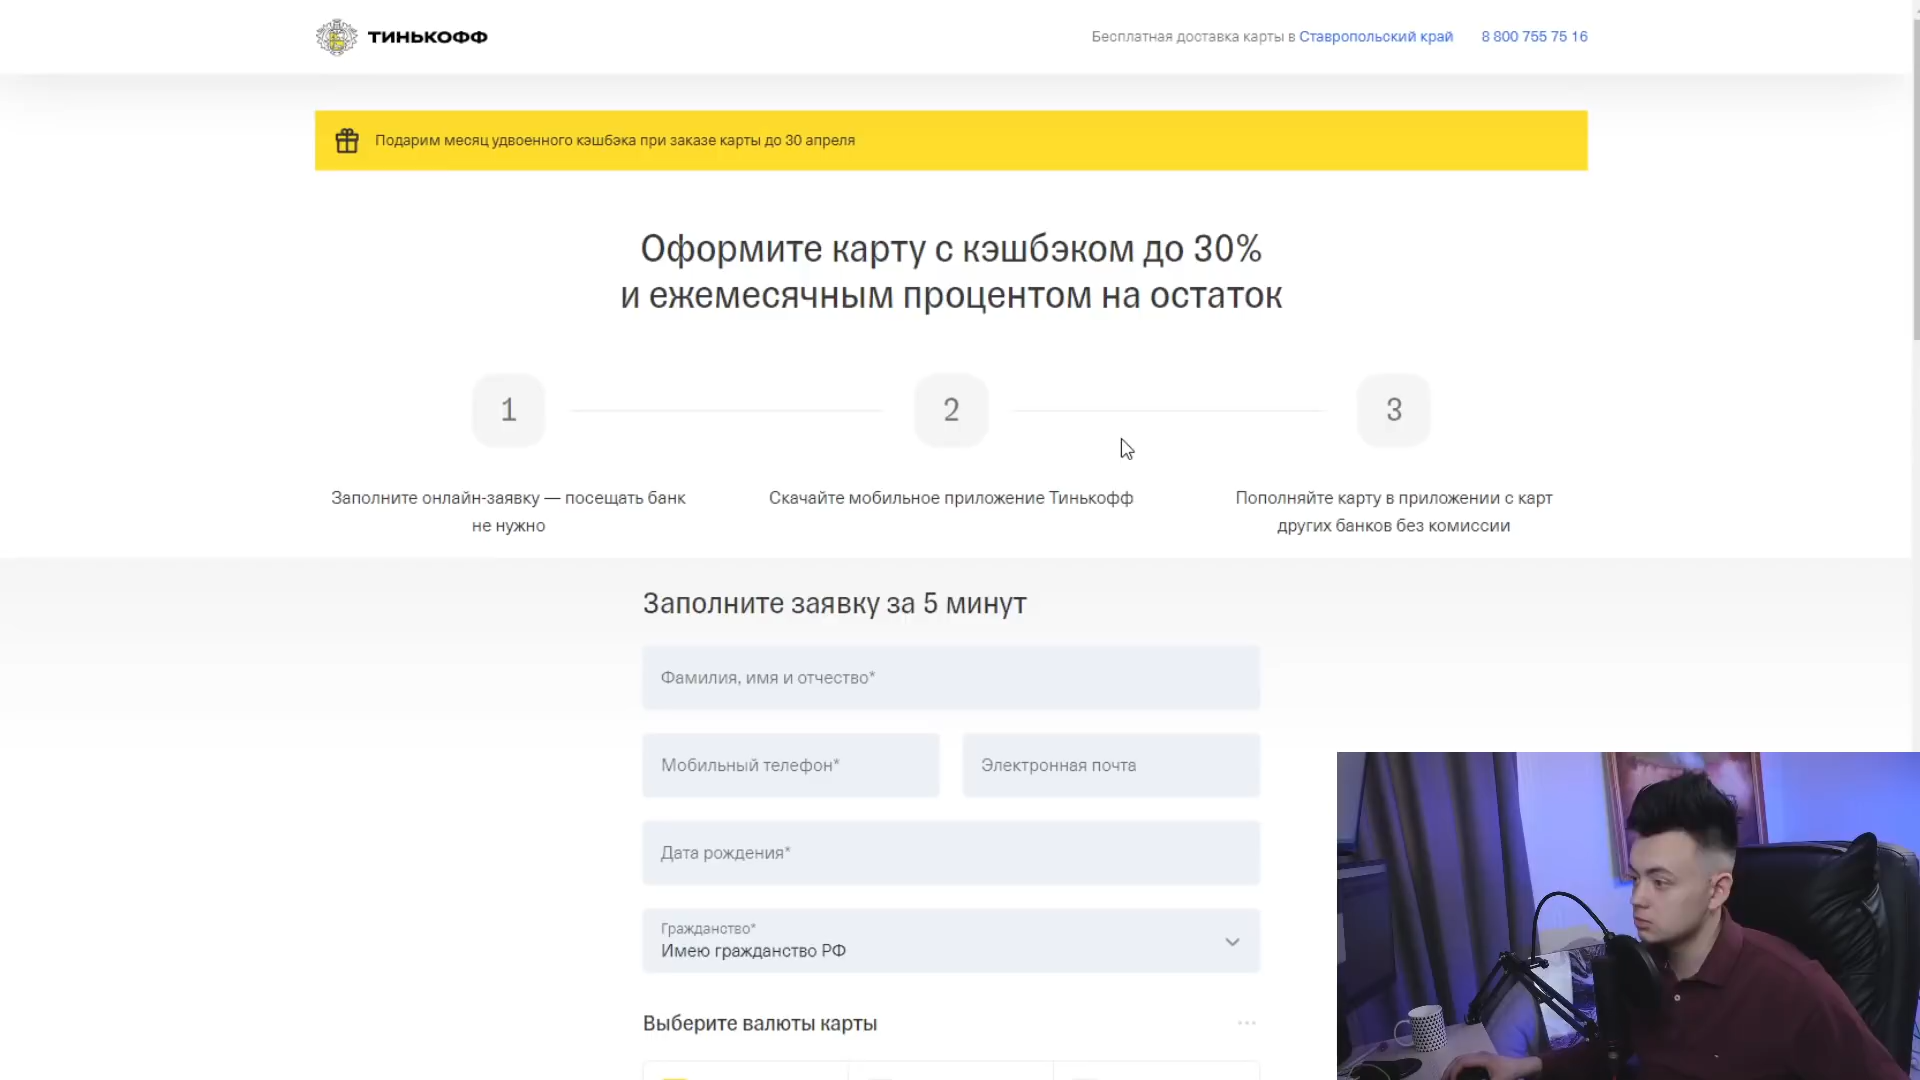 ТИНЬКОФФ
Бесплатная доставка карты в Ставропольский край
8 800 755 75 16
Подарим месяц удвоенного кэшбэка при заказе карты до 30 апреля
Оформите карту с кэшбэком до 30%
и ежемесячным процентом на остаток
1
2
3
Заполните онлайн-заявку — посещать банк
не нужно
Скачайте мобильное приложение Тинькофф
Пополняйте карту в приложении с карт
других банков без комиссии
Заполните заявку за 5 минут
Фамилия, имя и отчество*
Мобильный телефон*
Электронная почта
Дата рождения*
Гражданство*
Имею гражданство РФ
Выберите валюты карты